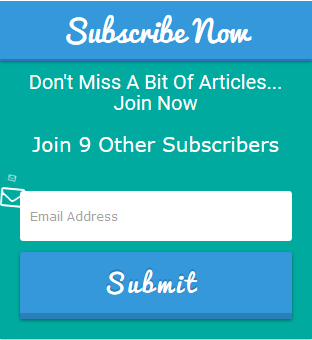 Subscribe Now
Don't Miss A Bit Of Articles...
Join Now
Join 9 Other Subscribers
Email Address
Submit